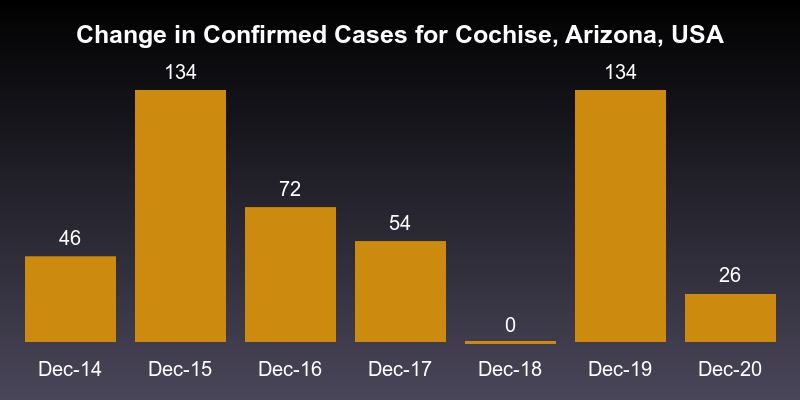 Change in Confirmed Cases for Cochise, Arizona, USA
134 134
72
46 54
26
0
Dec-14 Dec-15 Dec-16 Dec-17 Dec-18 Dec-19 Dec-20